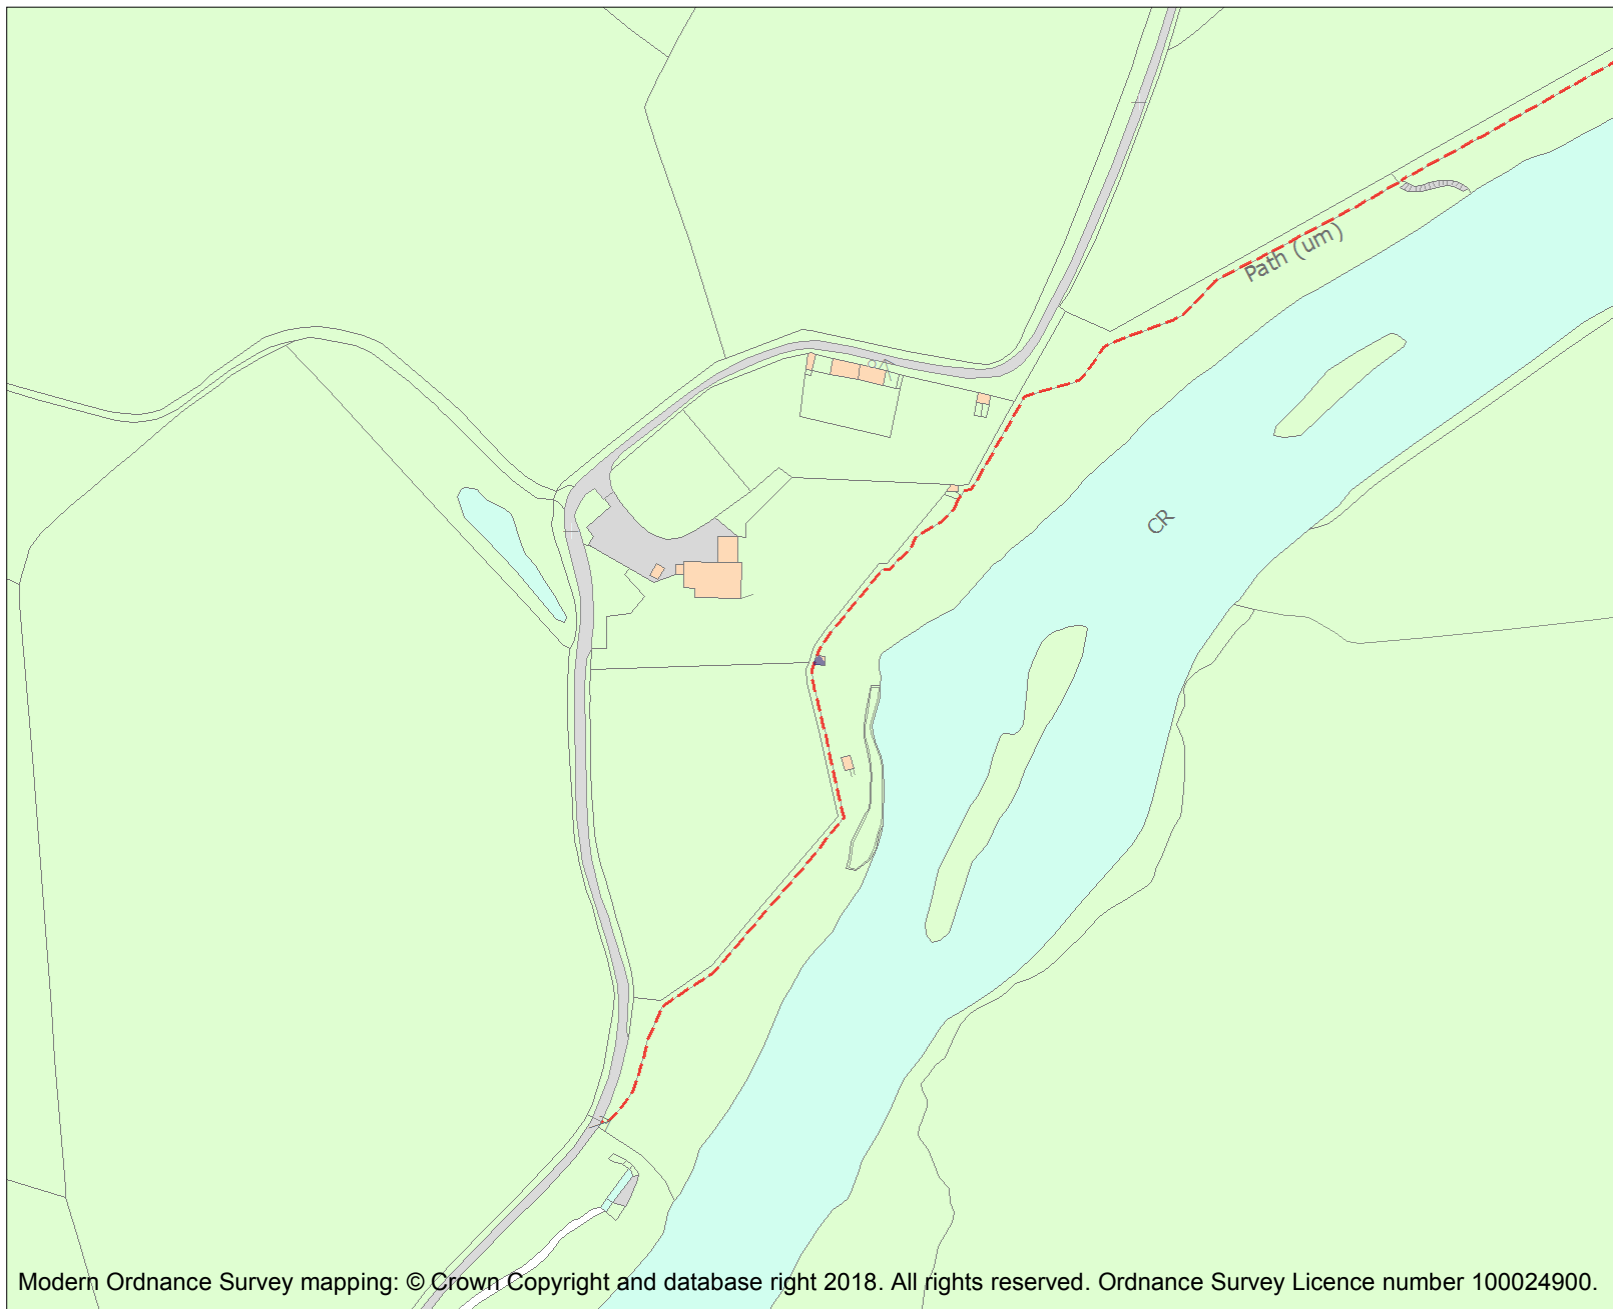 Path (um)
CR
Modern Ordnance Survey mapping: © Crown Copyright and database right 2018. All rights reserved. Ordnance Survey Licence number 100024900.